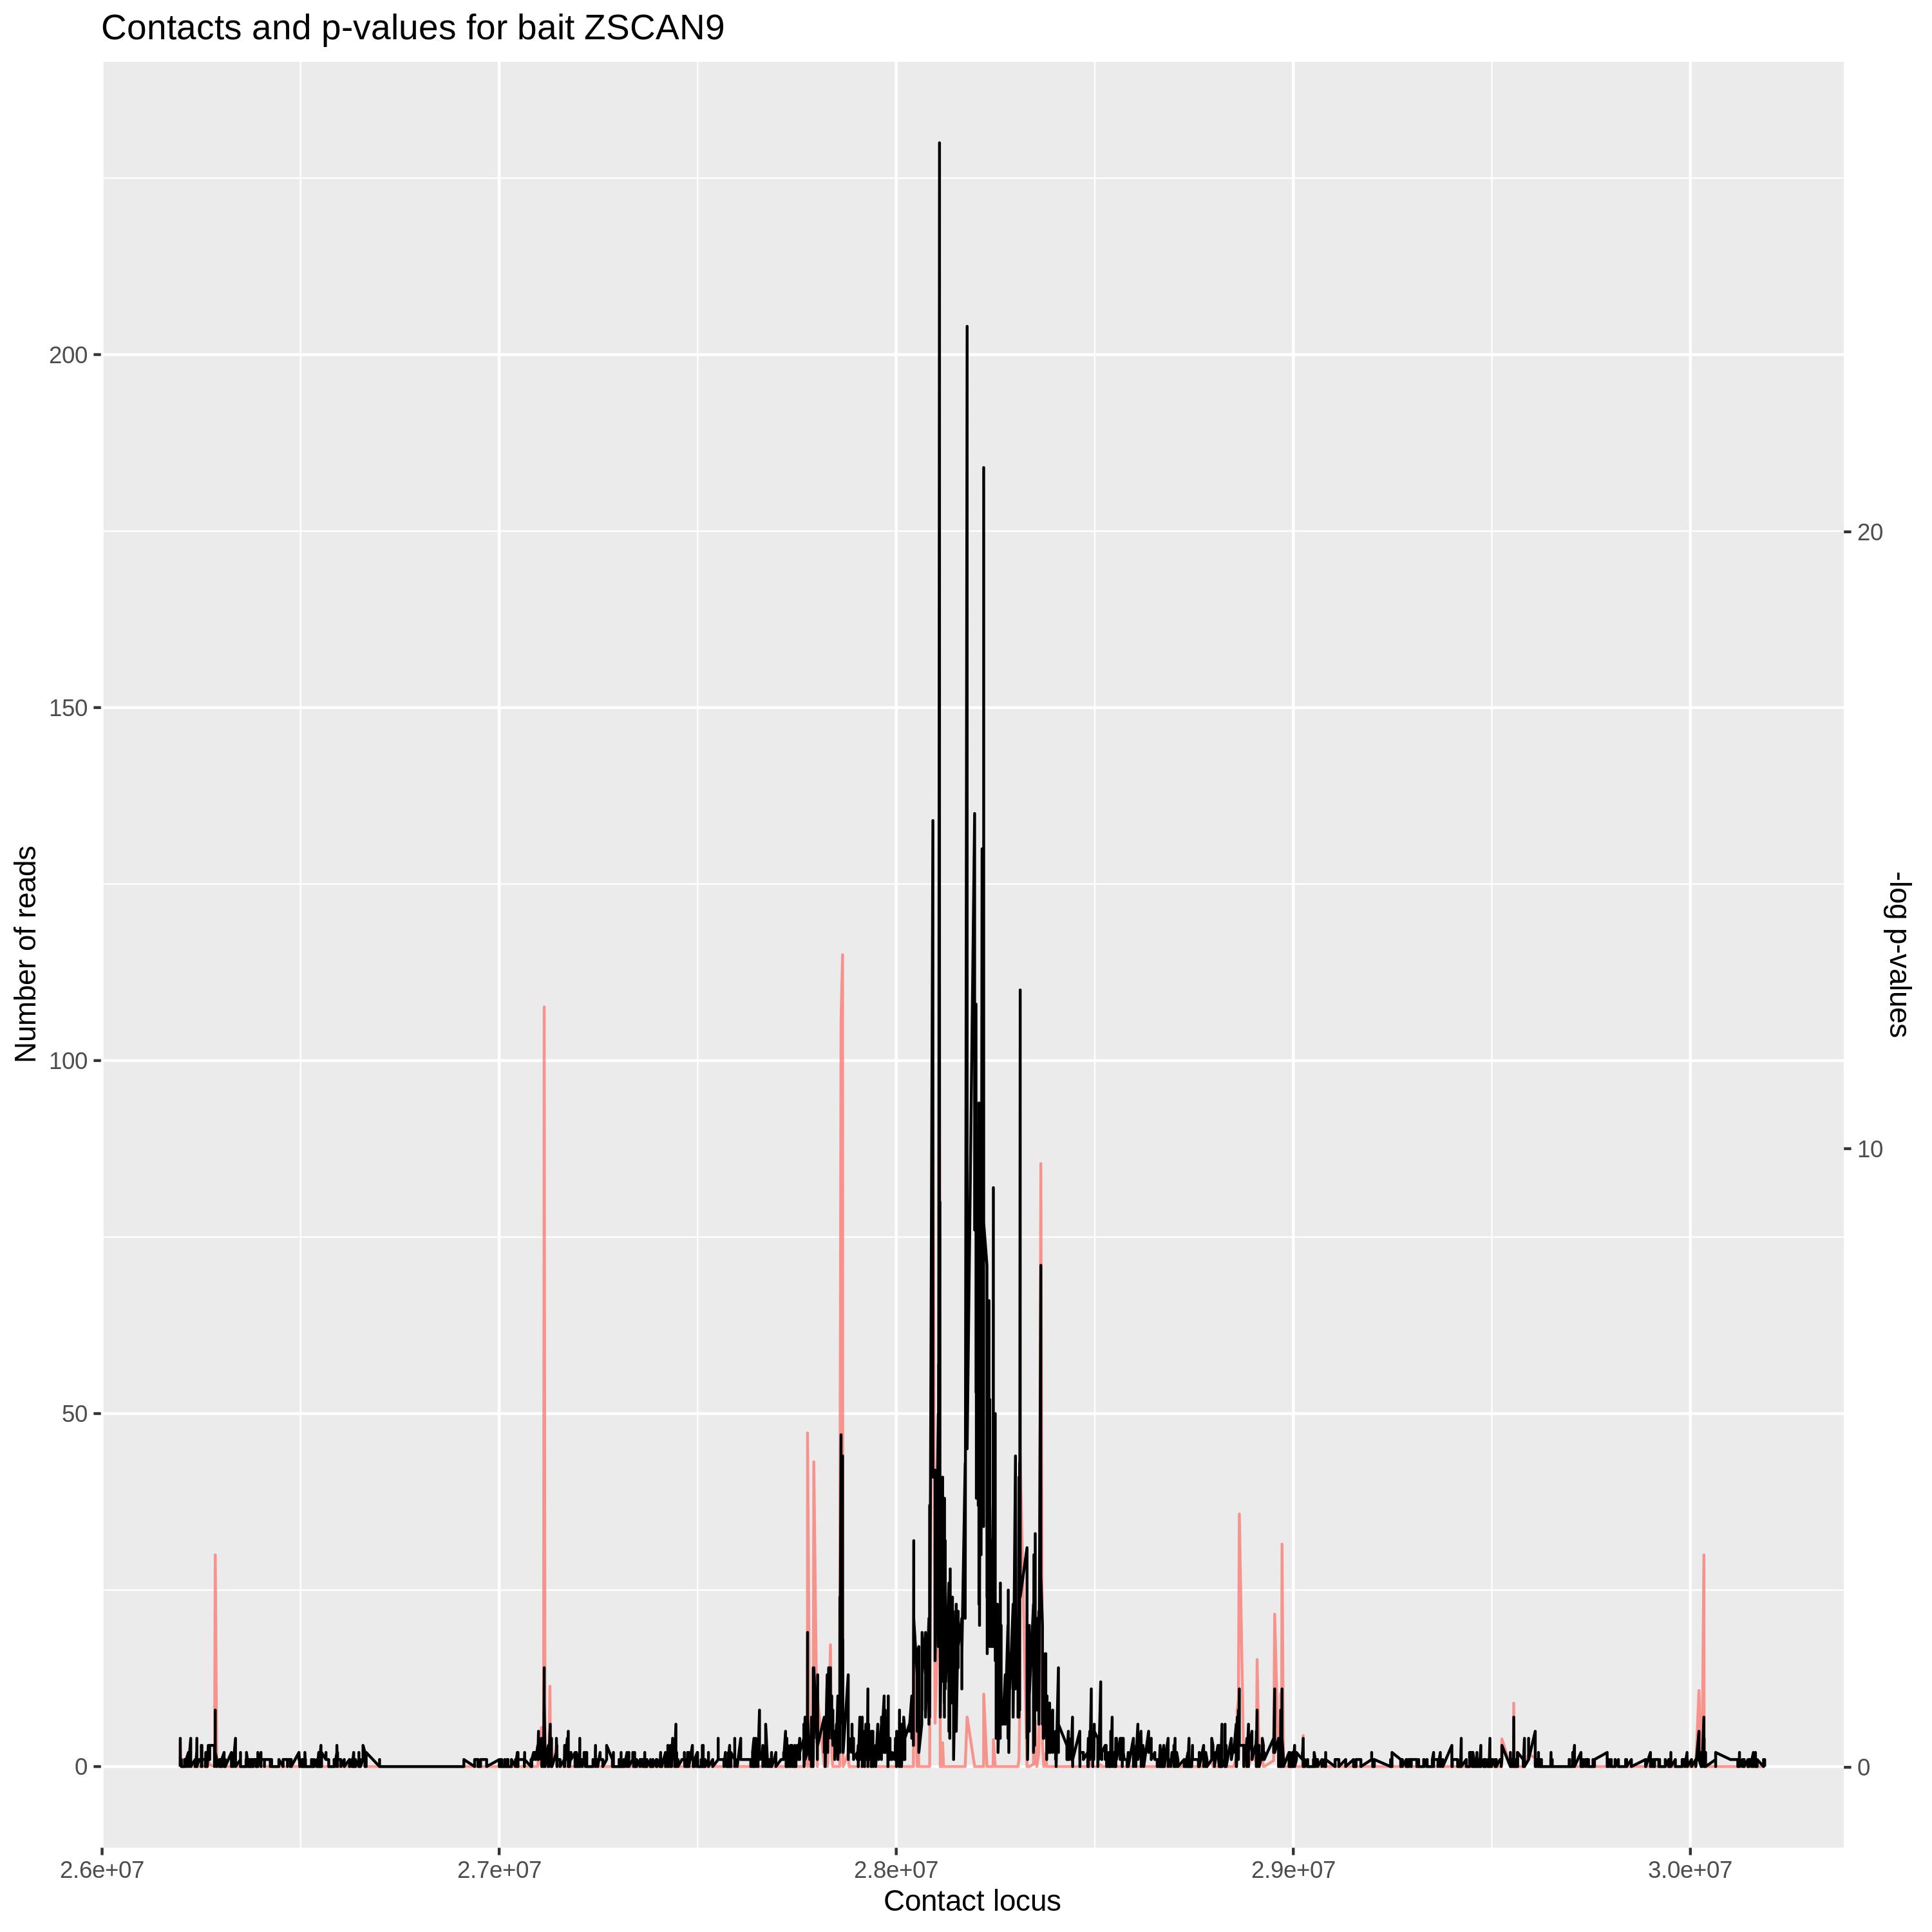 Contacts and p-values for bait ZSCAN9
Number of reads
200
150
100
50
0
20
10
0
-log p-values
2.6e+07
2.7e+07
2.8e+07
2.9e+07
3.0e+07
Contact locus